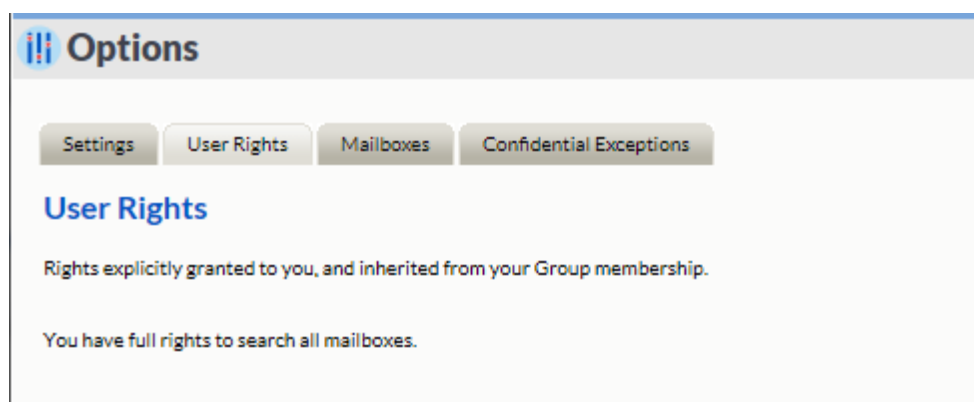 Options
Settings User Rights Mailboxes Confidential Exceptions
User Rights
Rights explicitly granted to you, and inherited from your Group membership.
You have full rights to search all mailboxes.